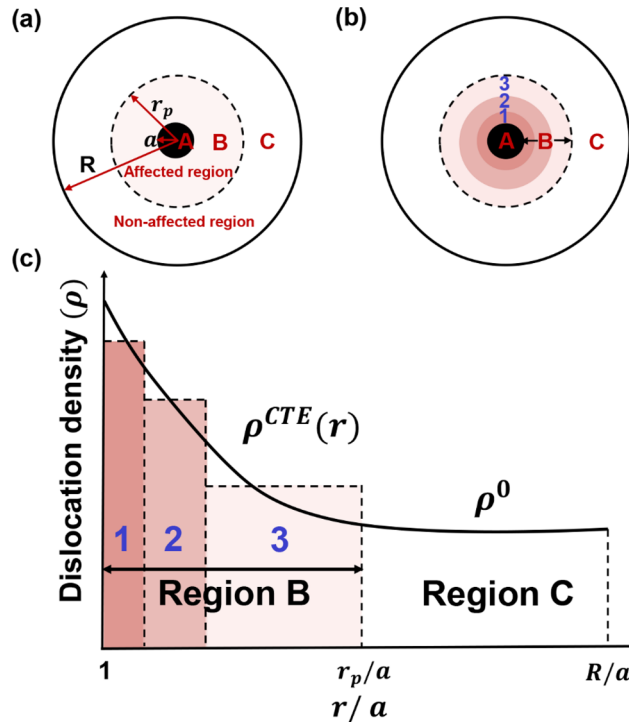 (a)
r_p
a
A
B
C
R
Affected region
Non-affected region
(b)
3
2
1
A
B
C
(c)
Dislocation density (ρ)
ρ^{CTE}(r)
ρ^0
1
2
3
Region B
Region C
1
r_p/a
R/a
r/a